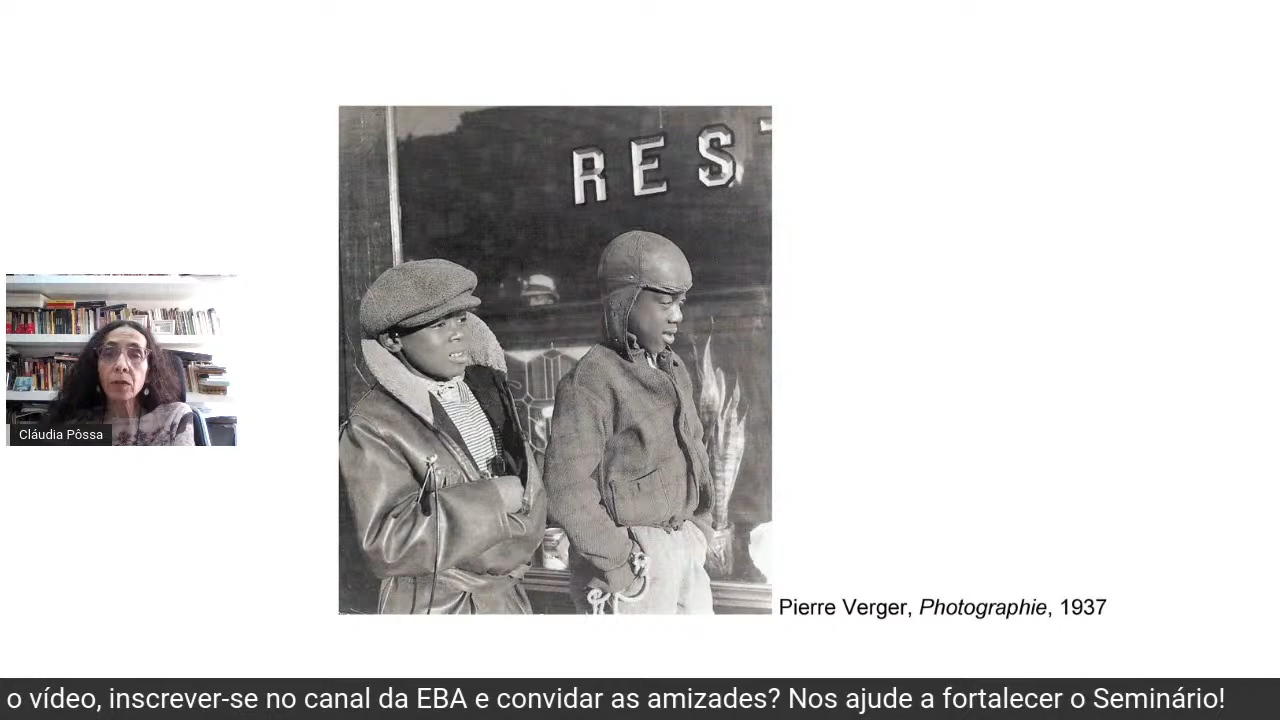 REST
Cláudia Pôssa
Pierre Verger, Photographie, 1937
o vídeo, inscrever-se no canal da EBA e convidar as amizades? Nos ajude a fortalecer o Seminário!